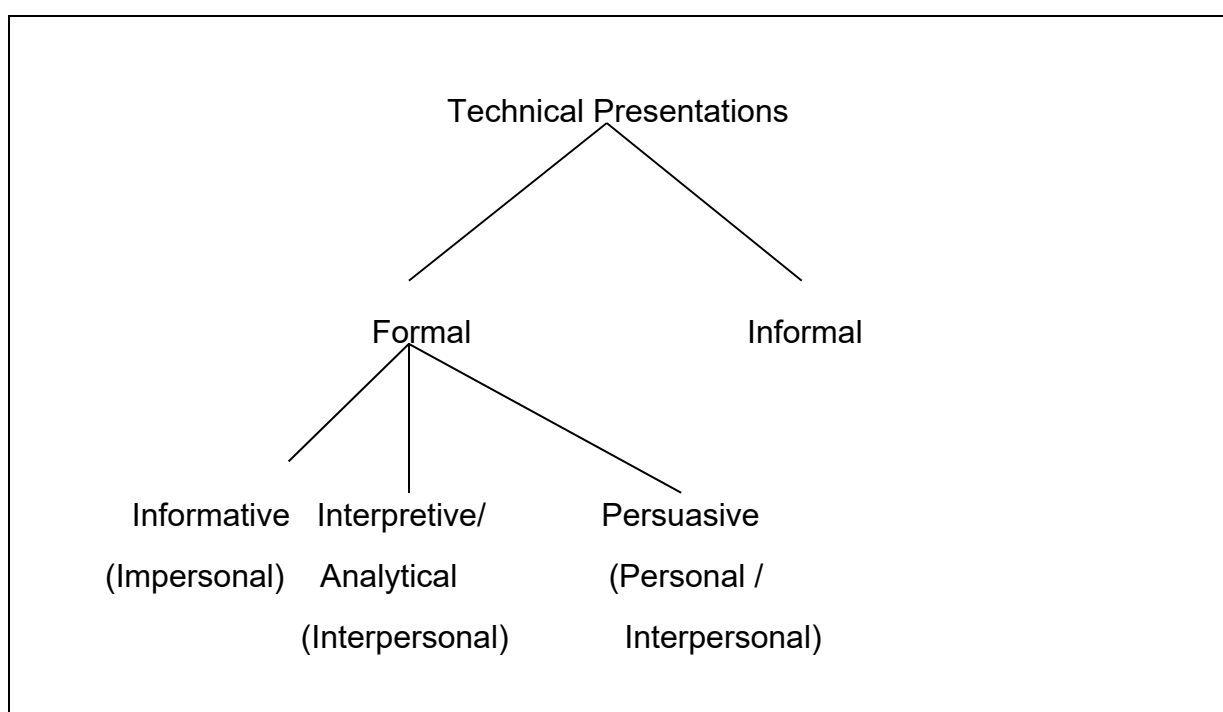 Technical Presentations
Formal Informal
Informative Interpretive/ Persuasive
(Impersonal) Analytical (Personal /
(Interpersonal) Interpersonal)